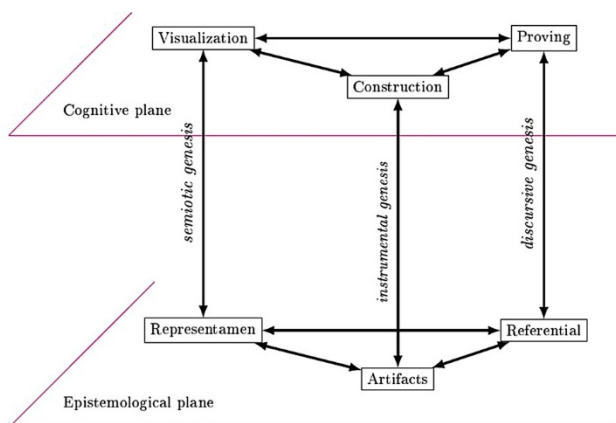 Visualization
Proving
Construction
Cognitive plane
semiotic genesis
instrumental genesis
discursive genesis
Representamen
Referential
Artifacts
Epistemological plane